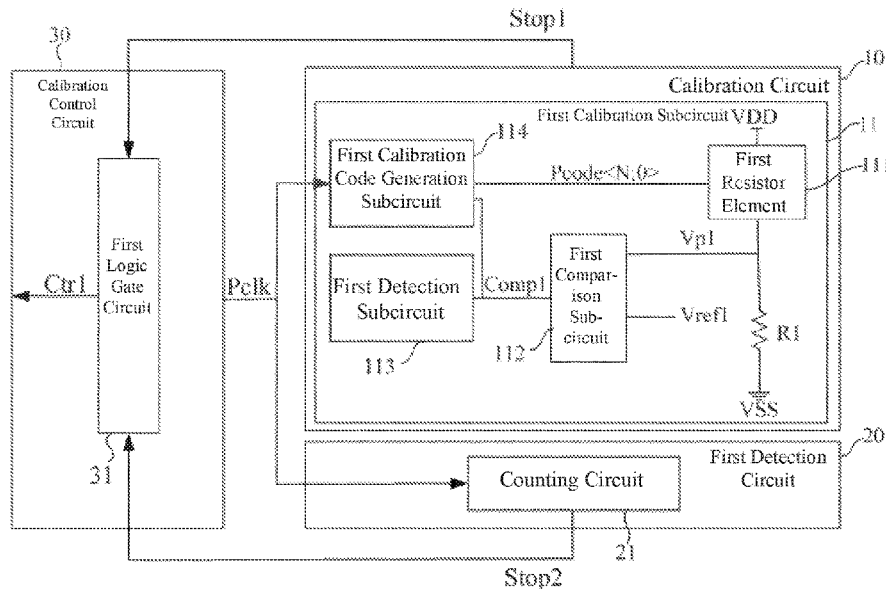 Stop1
30
Calibration
Control
Circuit
10
Calibration Circuit
First Calibration Subcircuit
VDD
11
114
First Calibration
Code Generation
Subcircuit
Pcode<N:0>
First
Resistor
Element
111
First
Logic
Gate
Circuit
Ctr1
Pclk
First Detection
Subcircuit
113
Comp1
First
Compar-
ison
Sub-
circuit
112
Vp1
Vref1
R1
VSS
31
20
First Detection
Circuit
Counting Circuit
21
Stop2